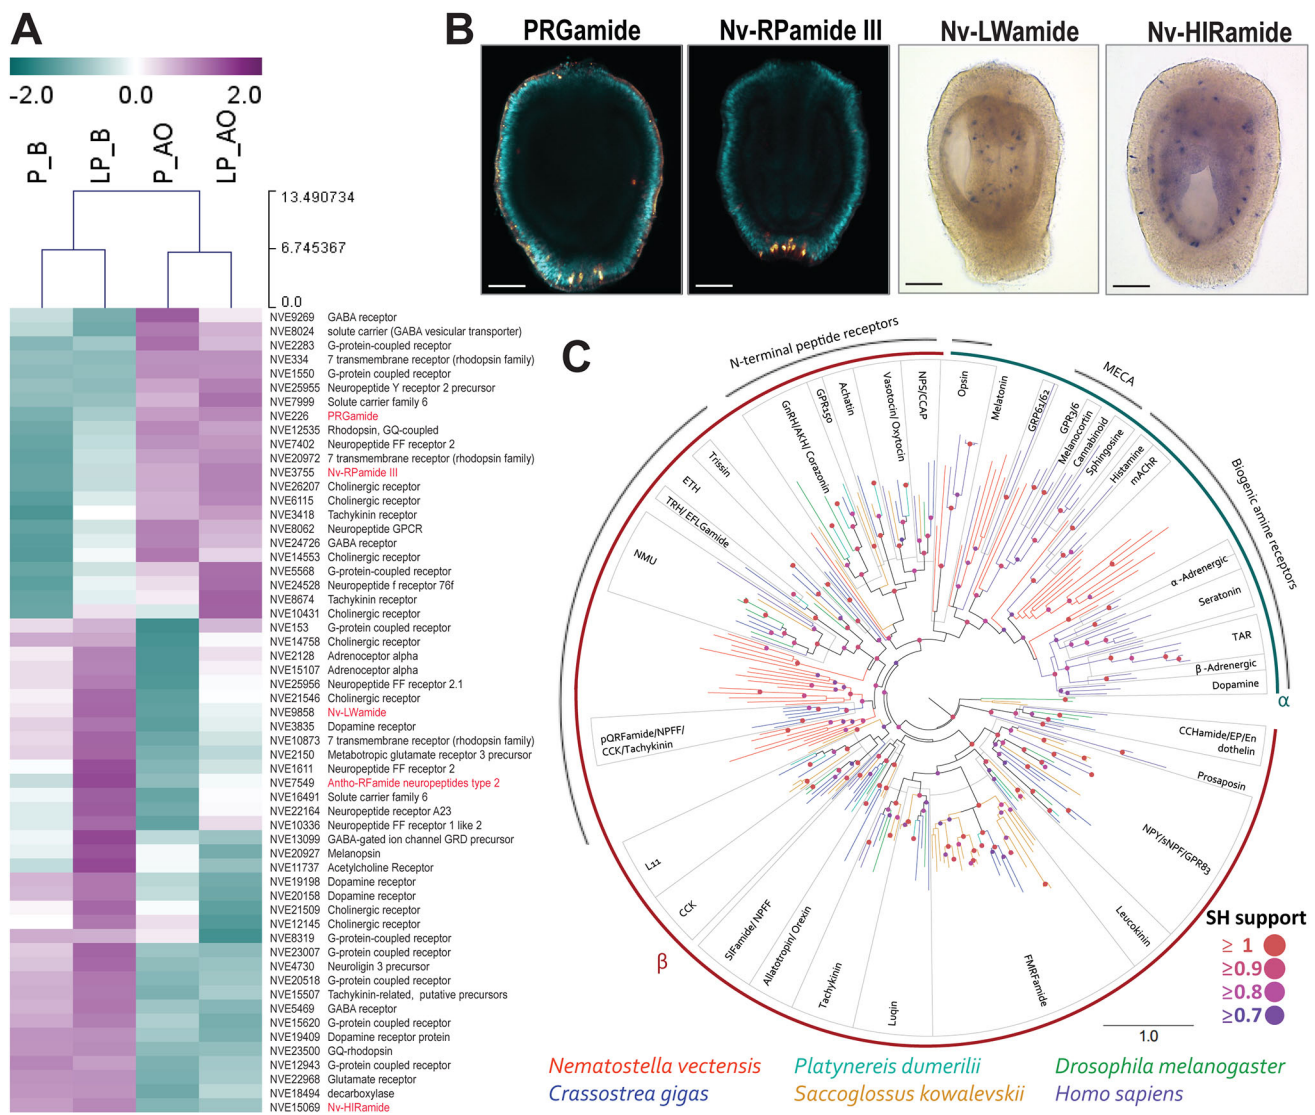 A
-2.0 0.0 2.0
P_B LP_B P_AO LP_AO
13.490734
6.745367
0.0
NVE9269 GABA receptor
NVE8024 solute carrier (GABA vesicular transporter)
NVE2283 G-protein-coupled receptor
NVE334 7 transmembrane receptor (rhodopsin family)
NVE1550 G-protein coupled receptor
NVE25955 Neuropeptide Y receptor 2 precursor
NVE7999 Solute carrier family 6
NVE226 PRGamide
NVE12535 Rhodopsn, GQ-coupled
NVE7402 Neuropeptide FF receptor 2
NVE20972 7 transmembrane receptor (rhodopsin family)
NVE3755 Nv-RPamide III
NVE26207 Cholinergic receptor
NVE6115 Cholinergic receptor
NVE3418 Tachykinin receptor
NVE8062 Neuropeptide GPCR
NVE24726 GABA receptor
NVE14553 Cholinergic receptor
NVE5568 G-protein-coupled receptor
NVE24528 Neuropeptide f receptor 76f
NVE8674 Tachykinin receptor
NVE10431 Cholinergic receptor
NVE153 G-protein coupled receptor
NVE14758 Cholinergic receptor
NVE2128 Adrenoceptor alpha
NVE15107 Adrenoceptor alpha
NVE25956 Neuropeptide FF receptor 2.1
NVE21546 Cholinergic receptor
NVE9858 Nv-LWamide
NVE3835 Dopamine receptor
NVE10873 7 transmembrane receptor (rhodopsin family)
NVE2150 Metabotropic glutamate receptor 3 precursor
NVE1611 Neuropeptide FF receptor 2
NVE7549 Antho-RFamide neuropeptides type 2
NVE16491 Solute carrier family 6
NVE22164 Neuropeptide receptor A23
NVE10336 Neuropeptide FF receptor 1 like 2
NVE13099 GABA-gated ion channel GRD precursor
NVE20927 Melanopsin
NVE11737 Acetylcholine Receptor
NVE19198 Dopamine receptor
NVE20158 Dopamine receptor
NVE21509 Cholinergic receptor
NVE12145 Cholinergic receptor
NVE8319 G-protein-coupled receptor
NVE23007 G-protein coupled receptor
NVE4730 Neuroligin 3 precursor
NVE20518 G-protein coupled receptor
NVE15507 Tachykinin-related, putative precursors
NVE5469 GABA receptor
NVE15620 G-protein coupled receptor
NVE19409 Dopamine receptor protein
NVE23500 GQ-rhodopsin
NVE12943 G-protein coupled receptor
NVE22968 Glutamate receptor
NVE18494 decarboxylase
NVE15069 Nv-HIRamide
B
PRGamide
Nv-RPamide III
Nv-LWamide
Nv-HIRamide
C
N-terminal peptide receptors
MECA
Biogenic amine receptors
NMU
TRH/ EFLGamide
ETH
Trissin
GnRH/AKH/ Corazonin
GPR150
Achatin
Vasotocin/ Oxytocin
NPS/CCAP
Opsin
Melatonin
GRP61/62
GPR3/6
Melanocortin
Cannabinoid
Sphingosine
Histamine
mAChR
α-Adrenergic
Seratonin
TAR
β-Adrenergic
Dopamine
α
CCHamide/EP/En
dothelin
Prosaposin
NPY/sNPF/GPR83
Leucokinin
FMRFamide
Luqin
Tachykinin
Allatotropin/ Orexin
SIFamide/ NPFF
CCK
L11
pQRFamide/NPFF/
CCK/Tachykinin
β
SH support
≥ 1
≥0.9
≥0.8
≥0.7
1.0
Nematostella vectensis
Platynereis dumerilii
Drosophila melanogaster
Crassostrea gigas
Saccoglossus kowalevskii
Homo sapiens